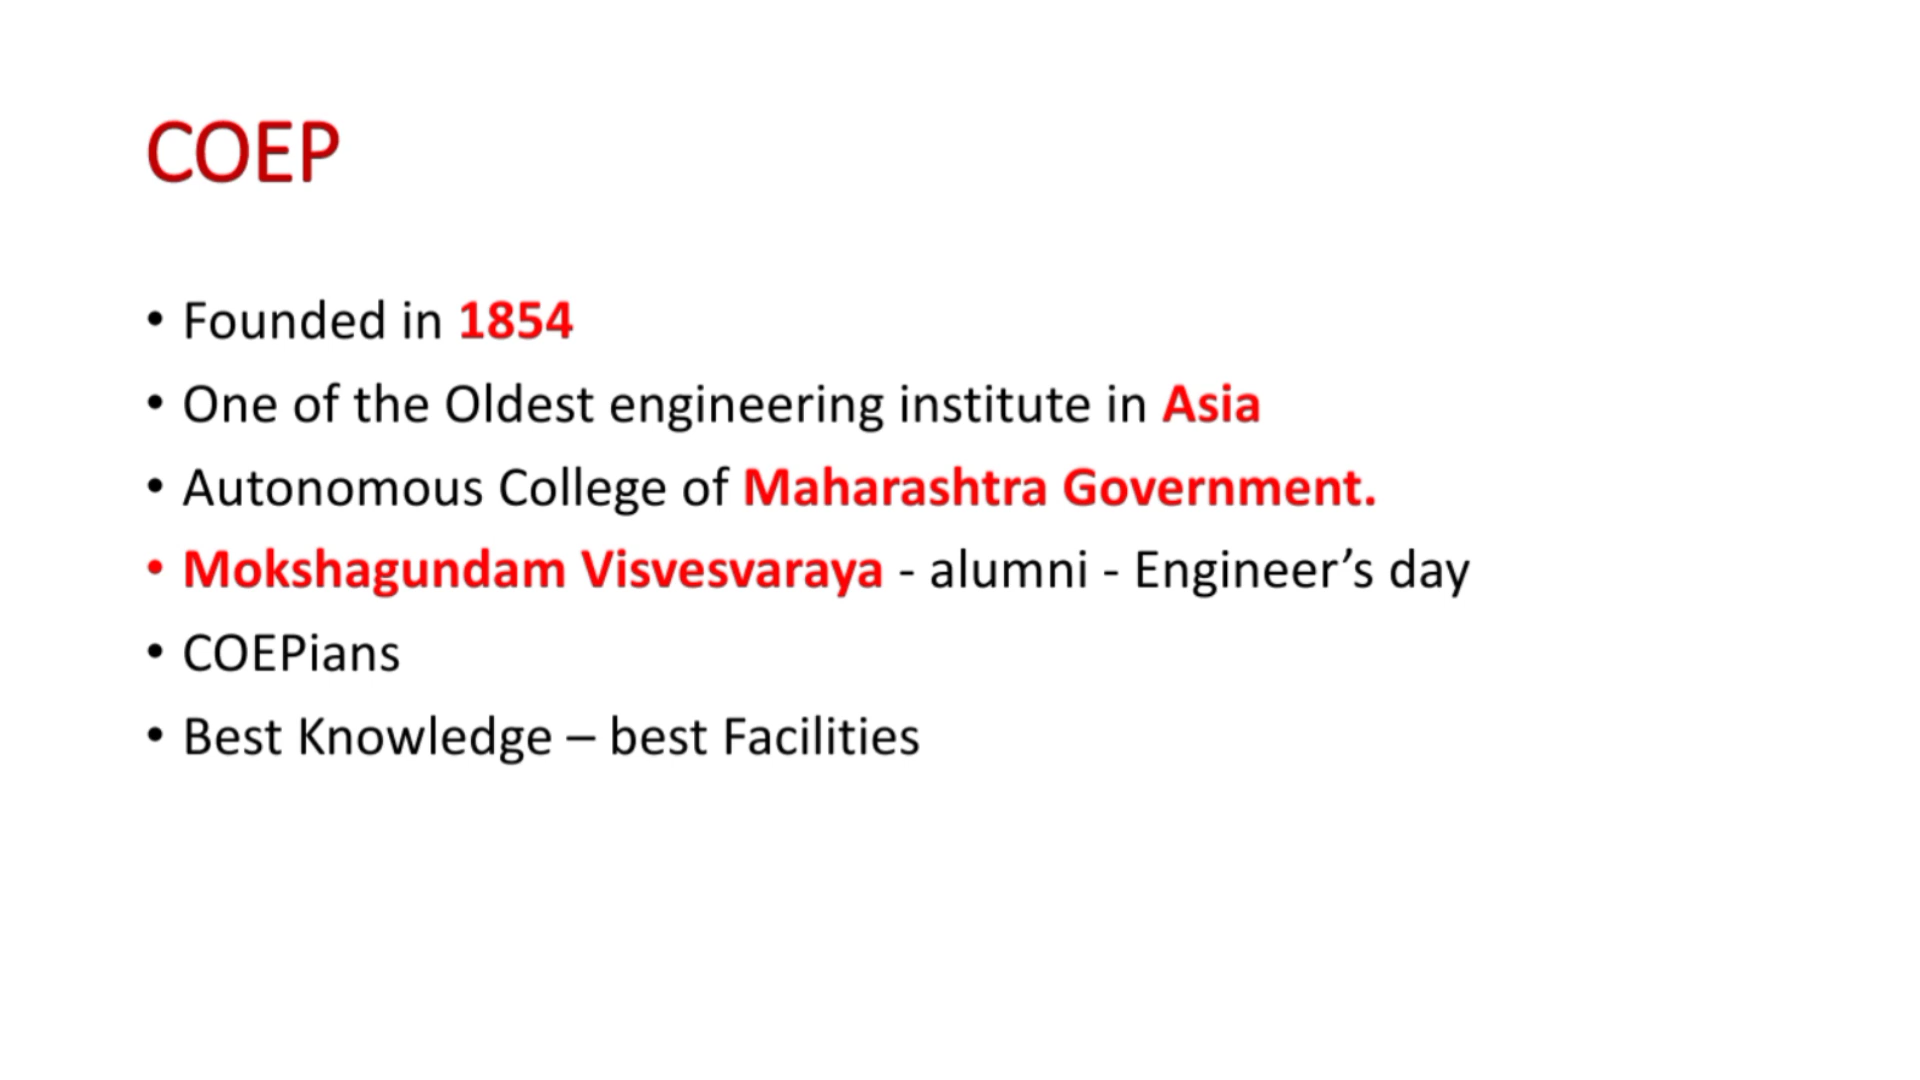 COEP
• Founded in 1854
• One of the Oldest engineering institute in Asia
• Autonomous College of Maharashtra Government.
• Mokshagundam Visvesvaraya - alumni - Engineer’s day
• COEPians
• Best Knowledge – best Facilities